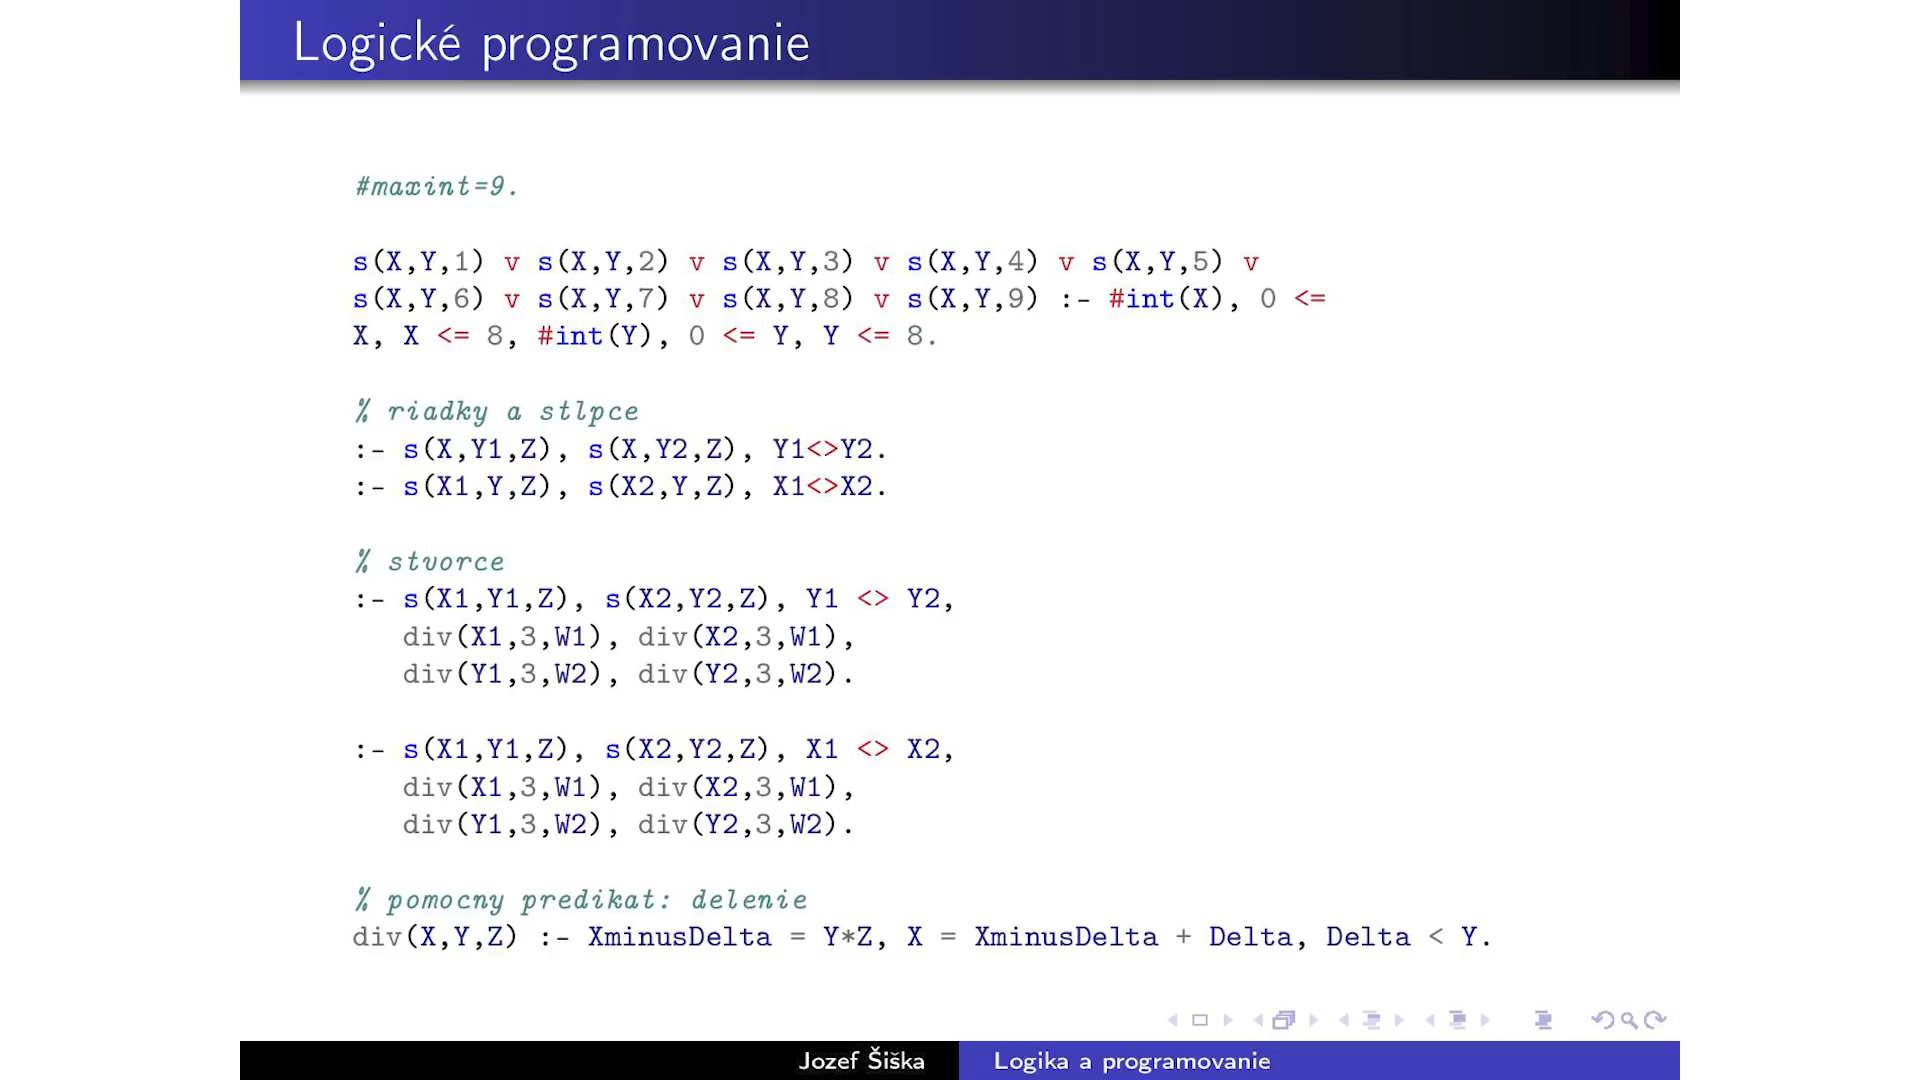 Logické programovanie
#maxint=9.
s(X,Y,1) v s(X,Y,2) v s(X,Y,3) v s(X,Y,4) v s(X,Y,5) v
s(X,Y,6) v s(X,Y,7) v s(X,Y,8) v s(X,Y,9) :- #int(X), 0 <=
X, X <= 8, #int(Y), 0 <= Y, Y <= 8.
% riadky a stlpce
:- s(X,Y1,Z), s(X,Y2,Z), Y1<>Y2.
:- s(X1,Y,Z), s(X2,Y,Z), X1<>X2.
% stvorce
:- s(X1,Y1,Z), s(X2,Y2,Z), Y1 <> Y2,
div(X1,3,W1), div(X2,3,W1),
div(Y1,3,W2), div(Y2,3,W2).
:- s(X1,Y1,Z), s(X2,Y2,Z), X1 <> X2,
div(X1,3,W1), div(X2,3,W1),
div(Y1,3,W2), div(Y2,3,W2).
% pomocny predikat: delenie
div(X,Y,Z) :- XminusDelta = Y*Z, X = XminusDelta + Delta, Delta < Y.
Jozef Šiška
Logika a programovanie